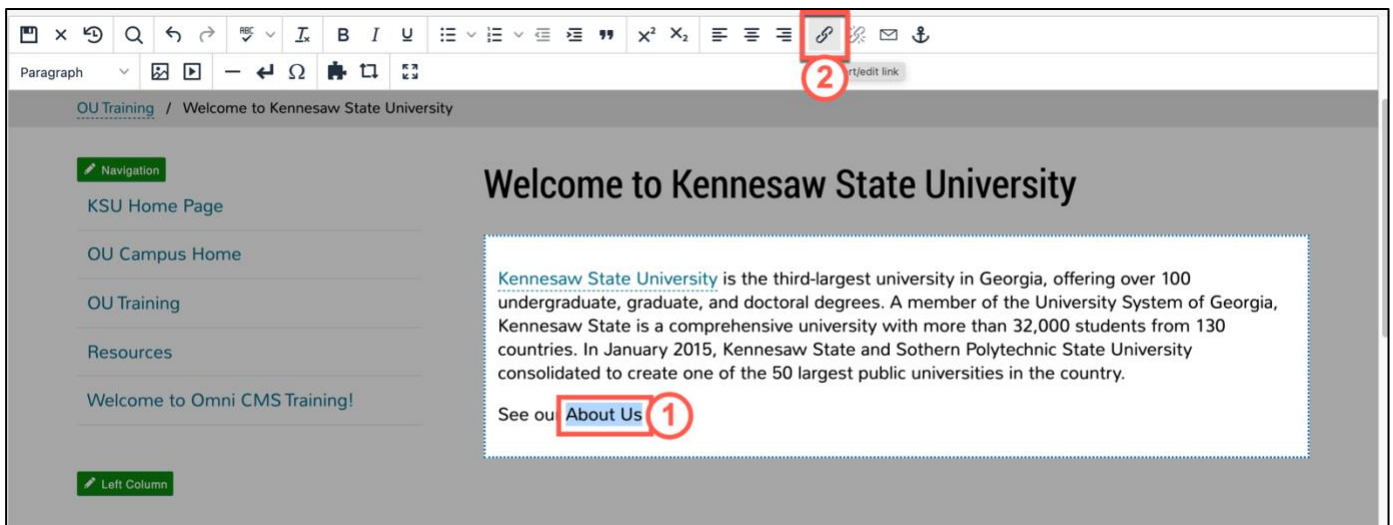 ABC
Ix
B I U
x² X₂
Paragraph
Ω
2
rt/edit link
OU Training / Welcome to Kennesaw State University
Navigation
KSU Home Page
OU Campus Home
OU Training
Resources
Welcome to Omni CMS Training!
Left Column
Welcome to Kennesaw State University
Kennesaw State University is the third-largest university in Georgia, offering over 100
undergraduate, graduate, and doctoral degrees. A member of the University System of Georgia,
Kennesaw State is a comprehensive university with more than 32,000 students from 130
countries. In January 2015, Kennesaw State and Sothern Polytechnic State University
consolidated to create one of the 50 largest public universities in the country.
See ou About Us 1